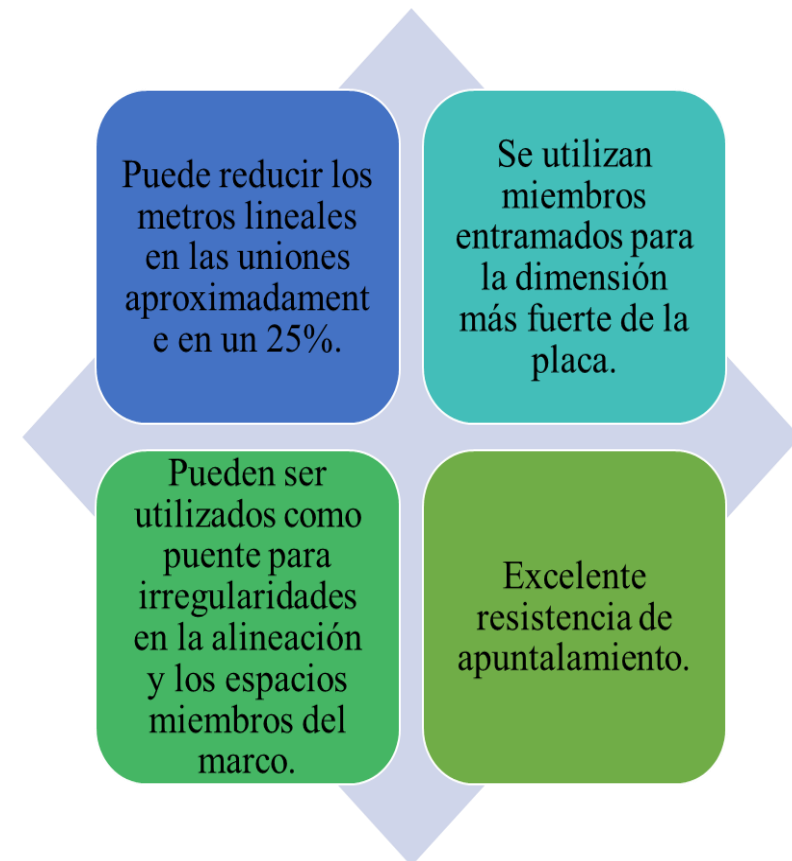 Puede reducir los
metros lineales
en las uniones
aproximadament
e en un 25%.
Se utilizan
miembros
entramados para
la dimensión
más fuerte de la
placa.
Pueden ser
utilizados como
puente para
irregularidades
en la alineación
y los espacios
miembros del
marco.
Excelente
resistencia de
apuntalamiento.